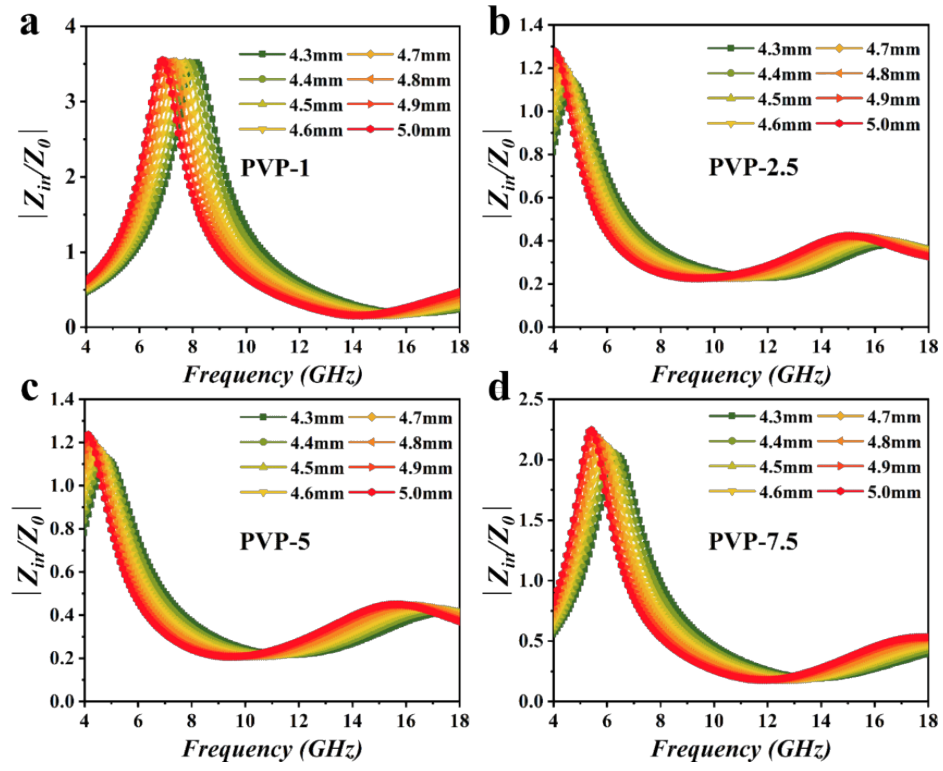 a
4
3
2
1
0
|Z_in/Z_0|
4.3mm 4.7mm
4.4mm 4.8mm
4.5mm 4.9mm
4.6mm 5.0mm
PVP-1
4 6 8 10 12 14 16 18
Frequency (GHz)
b
1.4
1.2
1.0
0.8
0.6
0.4
0.2
0.0
|Z_in/Z_0|
4.3mm 4.7mm
4.4mm 4.8mm
4.5mm 4.9mm
4.6mm 5.0mm
PVP-2.5
4 6 8 10 12 14 16 18
Frequency (GHz)
c
1.4
1.2
1.0
0.8
0.6
0.4
0.2
0.0
|Z_in/Z_0|
4.3mm 4.7mm
4.4mm 4.8mm
4.5mm 4.9mm
4.6mm 5.0mm
PVP-5
4 6 8 10 12 14 16 18
Frequency (GHz)
d
2.5
2.0
1.5
1.0
0.5
0.0
|Z_in/Z_0|
4.3mm 4.7mm
4.4mm 4.8mm
4.5mm 4.9mm
4.6mm 5.0mm
PVP-7.5
4 6 8 10 12 14 16 18
Frequency (GHz)